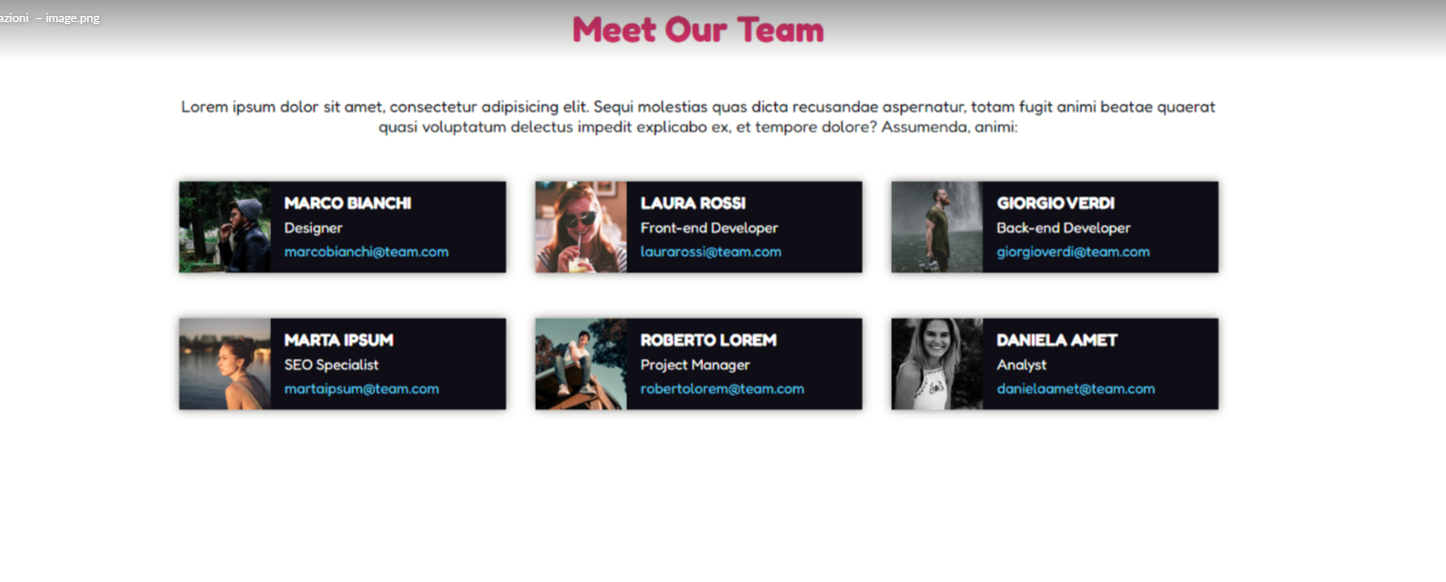 azioni – image.png
Meet Our Team
Lorem ipsum dolor sit amet, consectetur adipisicing elit. Sequi molestias quas dicta recusandae aspernatur, totam fugit animi beatae quaerat
quasi voluptatum delectus impedit explicabo ex, et tempore dolore? Assumenda, animi:
MARCO BIANCHI
Designer
marcobianchi@team.com
LAURA ROSSI
Front-end Developer
laurarossi@team.com
GIORGIO VERDI
Back-end Developer
giorgioverdi@team.com
MARTA IPSUM
SEO Specialist
martaipsum@team.com
ROBERTO LOREM
Project Manager
robertolorem@team.com
DANIELA AMET
Analyst
danielaamet@team.com